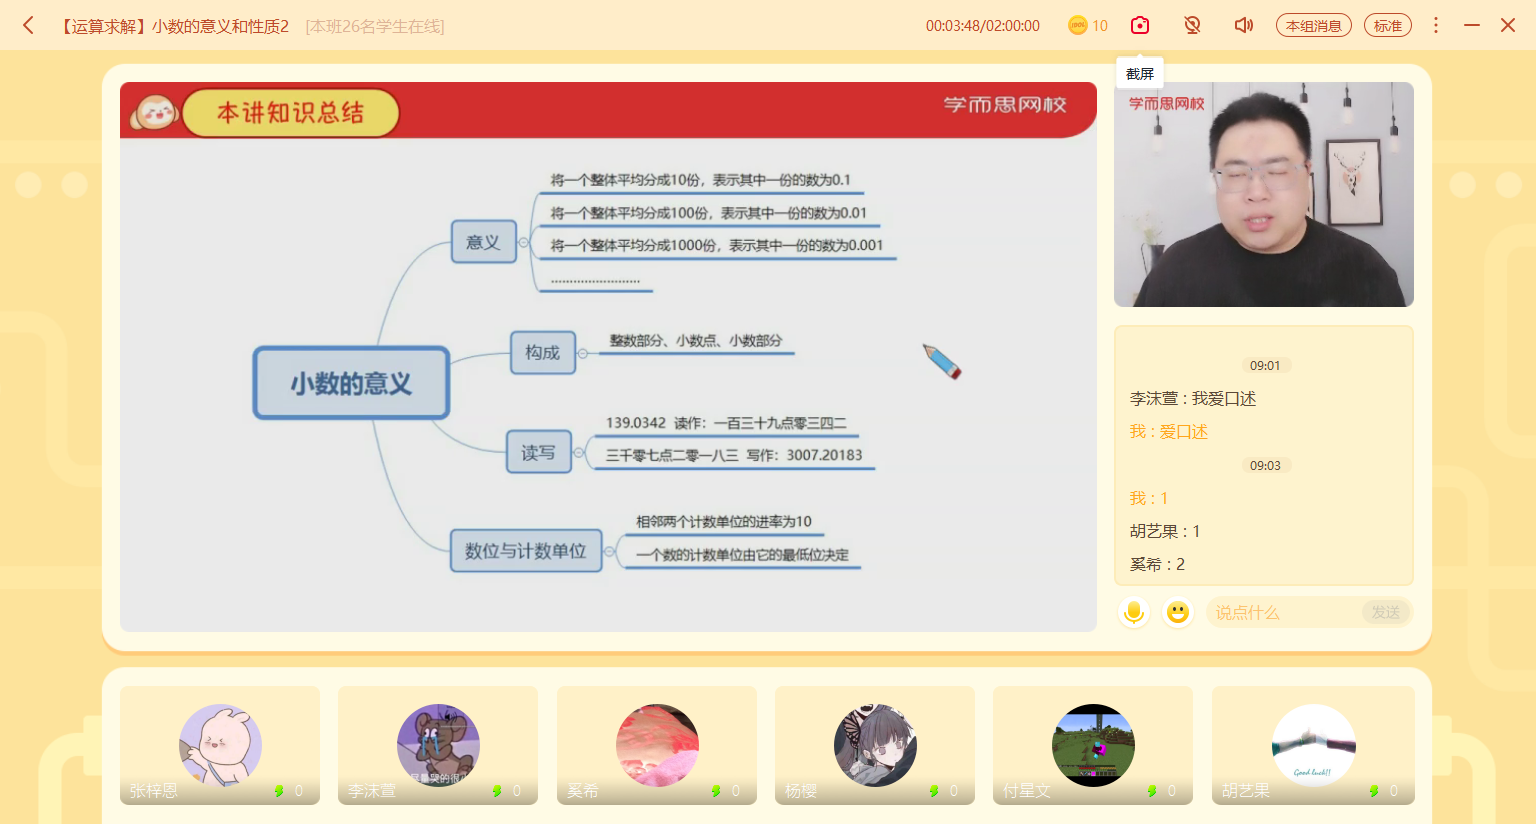 【运算求解】小数的意义和性质2 [本班26名学生在线]
00:03:48/02:00:00
10
本组消息
标准
截屏
本讲知识总结
学而思网校
学而思网校
小数的意义
意义
将一个整体平均分成10份，表示其中一份的数为0.1
将一个整体平均分成100份，表示其中一份的数为0.01
将一个整体平均分成1000份，表示其中一份的数为0.001
........................
构成
整数部分、小数点、小数部分
读写
139.0342 读作：一百三十九点零三四二
三千零七点二零一八三 写作：3007.20183
数位与计数单位
相邻两个计数单位的进率为10
一个数的计数单位由它的最低位决定
09:01
李沫萱 : 我爱口述
我 : 爱口述
09:03
我 : 1
胡艺果 : 1
奚希 : 2
说点什么
发送
张梓恩 0
李沫萱 0
奚希 0
杨樱 0
付星文 0
Good luck!!
胡艺果 0